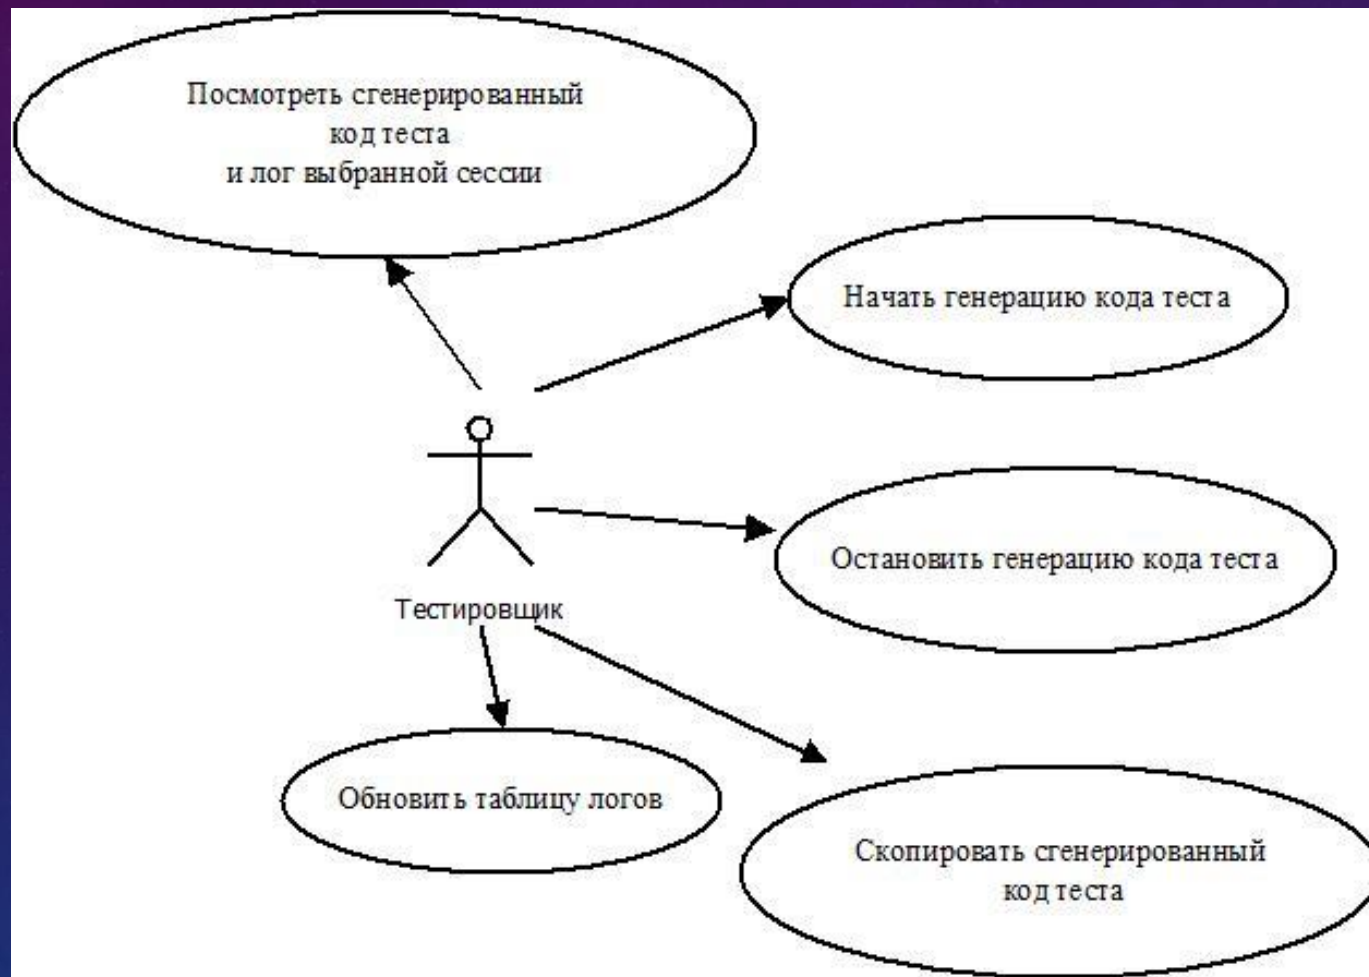 Посмотреть сгенерированный
код теста
и лог выбранной сессии
Начать генерацию кода теста
Остановить генерацию кода теста
Тестировщик
Обновить таблицу логов
Скопировать сгенерированный
код теста